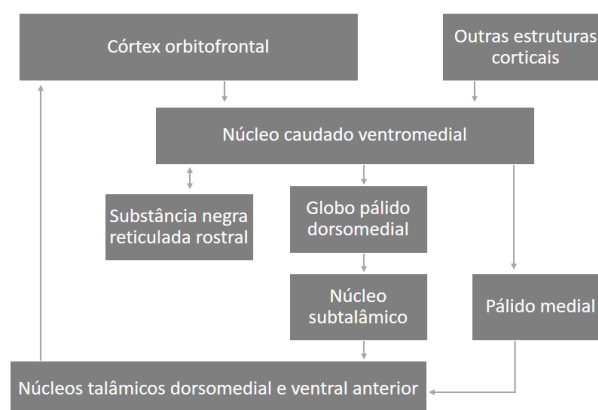 Córtex orbitofrontal
Outras estruturas
corticais
Núcleo caudado ventromedial
Substância negra
reticulada rostral
Globo pálido
dorsomedial
Núcleo
subtalâmico
Pálido medial
Núcleos talâmicos dorsomedial e ventral anterior